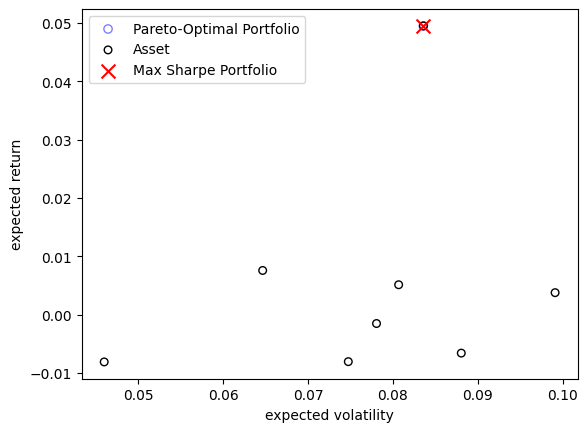 0.05
0.04
0.03
0.02
0.01
0.00
−0.01
expected return
Pareto-Optimal Portfolio
Asset
Max Sharpe Portfolio
0.05
0.06
0.07
0.08
0.09
0.10
expected volatility